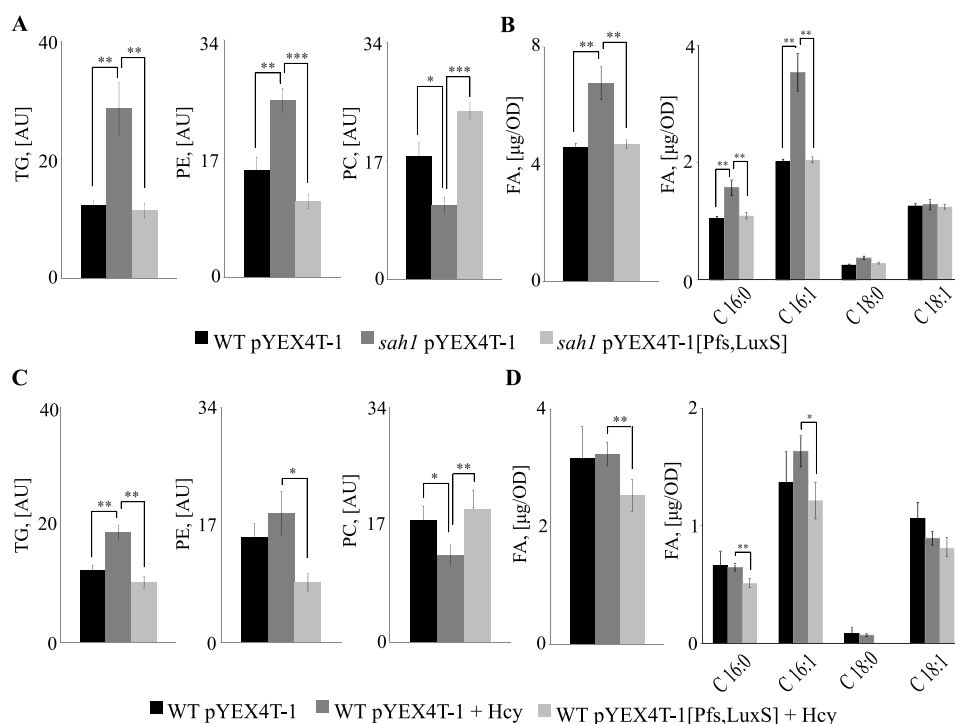 A
TG, [AU]
40
20
0
** **
PE, [AU]
34
17
0
** ***
PC, [AU]
34
17
0
* ***
B
FA, [µg/OD]
8
4
0
** **
FA, [µg/OD]
4
2
0
** **
** **
C 16:0
C 16:1
C 18:0
C 18:1
WT pYEX4T-1 sah1 pYEX4T-1 sah1 pYEX4T-1[Pfs,LuxS]
C
TG, [AU]
40
20
0
** **
PE, [AU]
34
17
0
*
PC, [AU]
34
17
0
* **
D
FA, [µg/OD]
4
2
0
**
FA, [µg/OD]
2
1
0
**
*
C 16:0
C 16:1
C 18:0
C 18:1
WT pYEX4T-1 WT pYEX4T-1 + Hcy WT pYEX4T-1[Pfs,LuxS] + Hcy